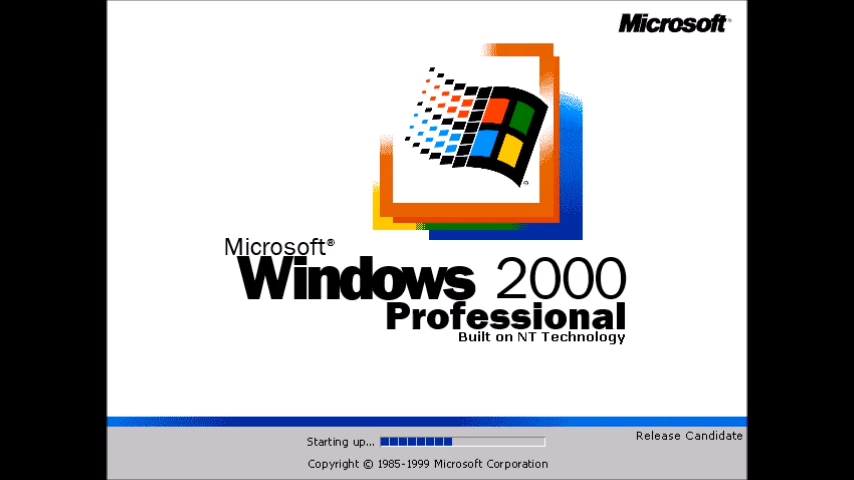 Microsoft®
Microsoft®
Windows 2000
Professional
Built on NT Technology
Starting up...
Release Candidate
Copyright © 1985-1999 Microsoft Corporation